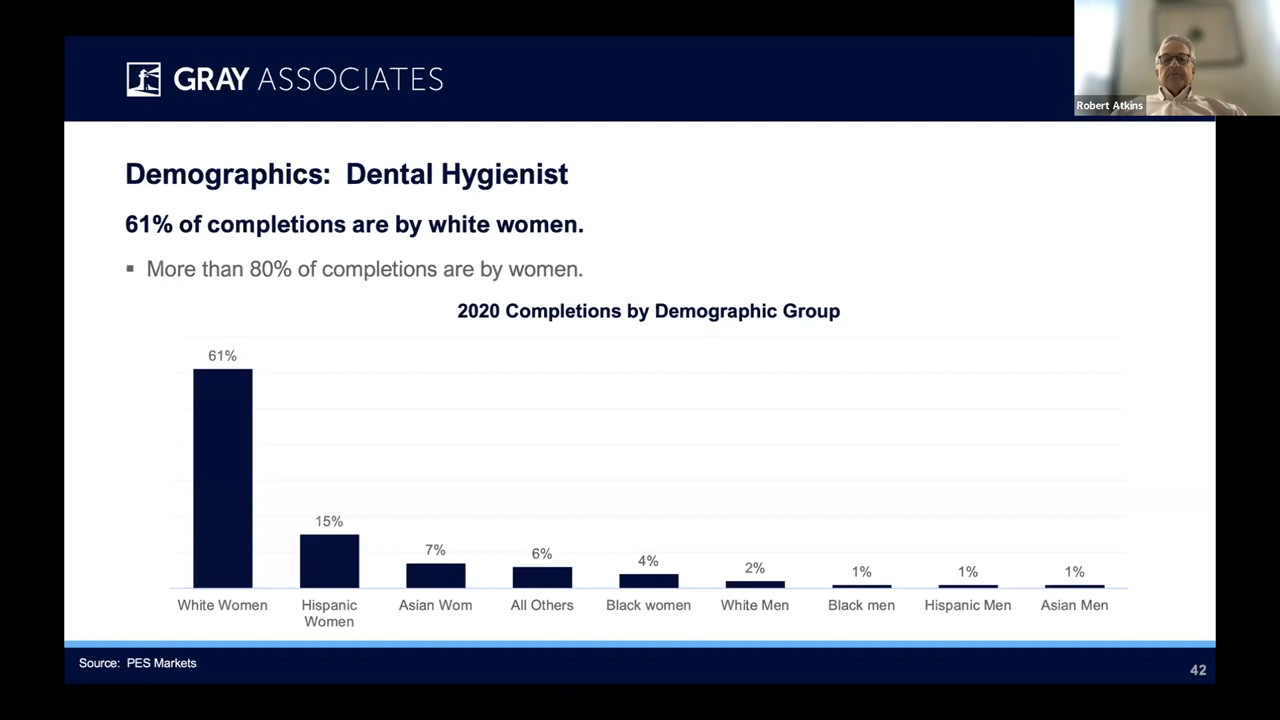 GRAY ASSOCIATES
Robert Atkins
Demographics: Dental Hygienist
61% of completions are by white women.
▪ More than 80% of completions are by women.
2020 Completions by Demographic Group
61%
15%
7%
6%
4%
2%
1%
1%
1%
White Women
Hispanic
Women
Asian Wom
All Others
Black women
White Men
Black men
Hispanic Men
Asian Men
Source: PES Markets
42